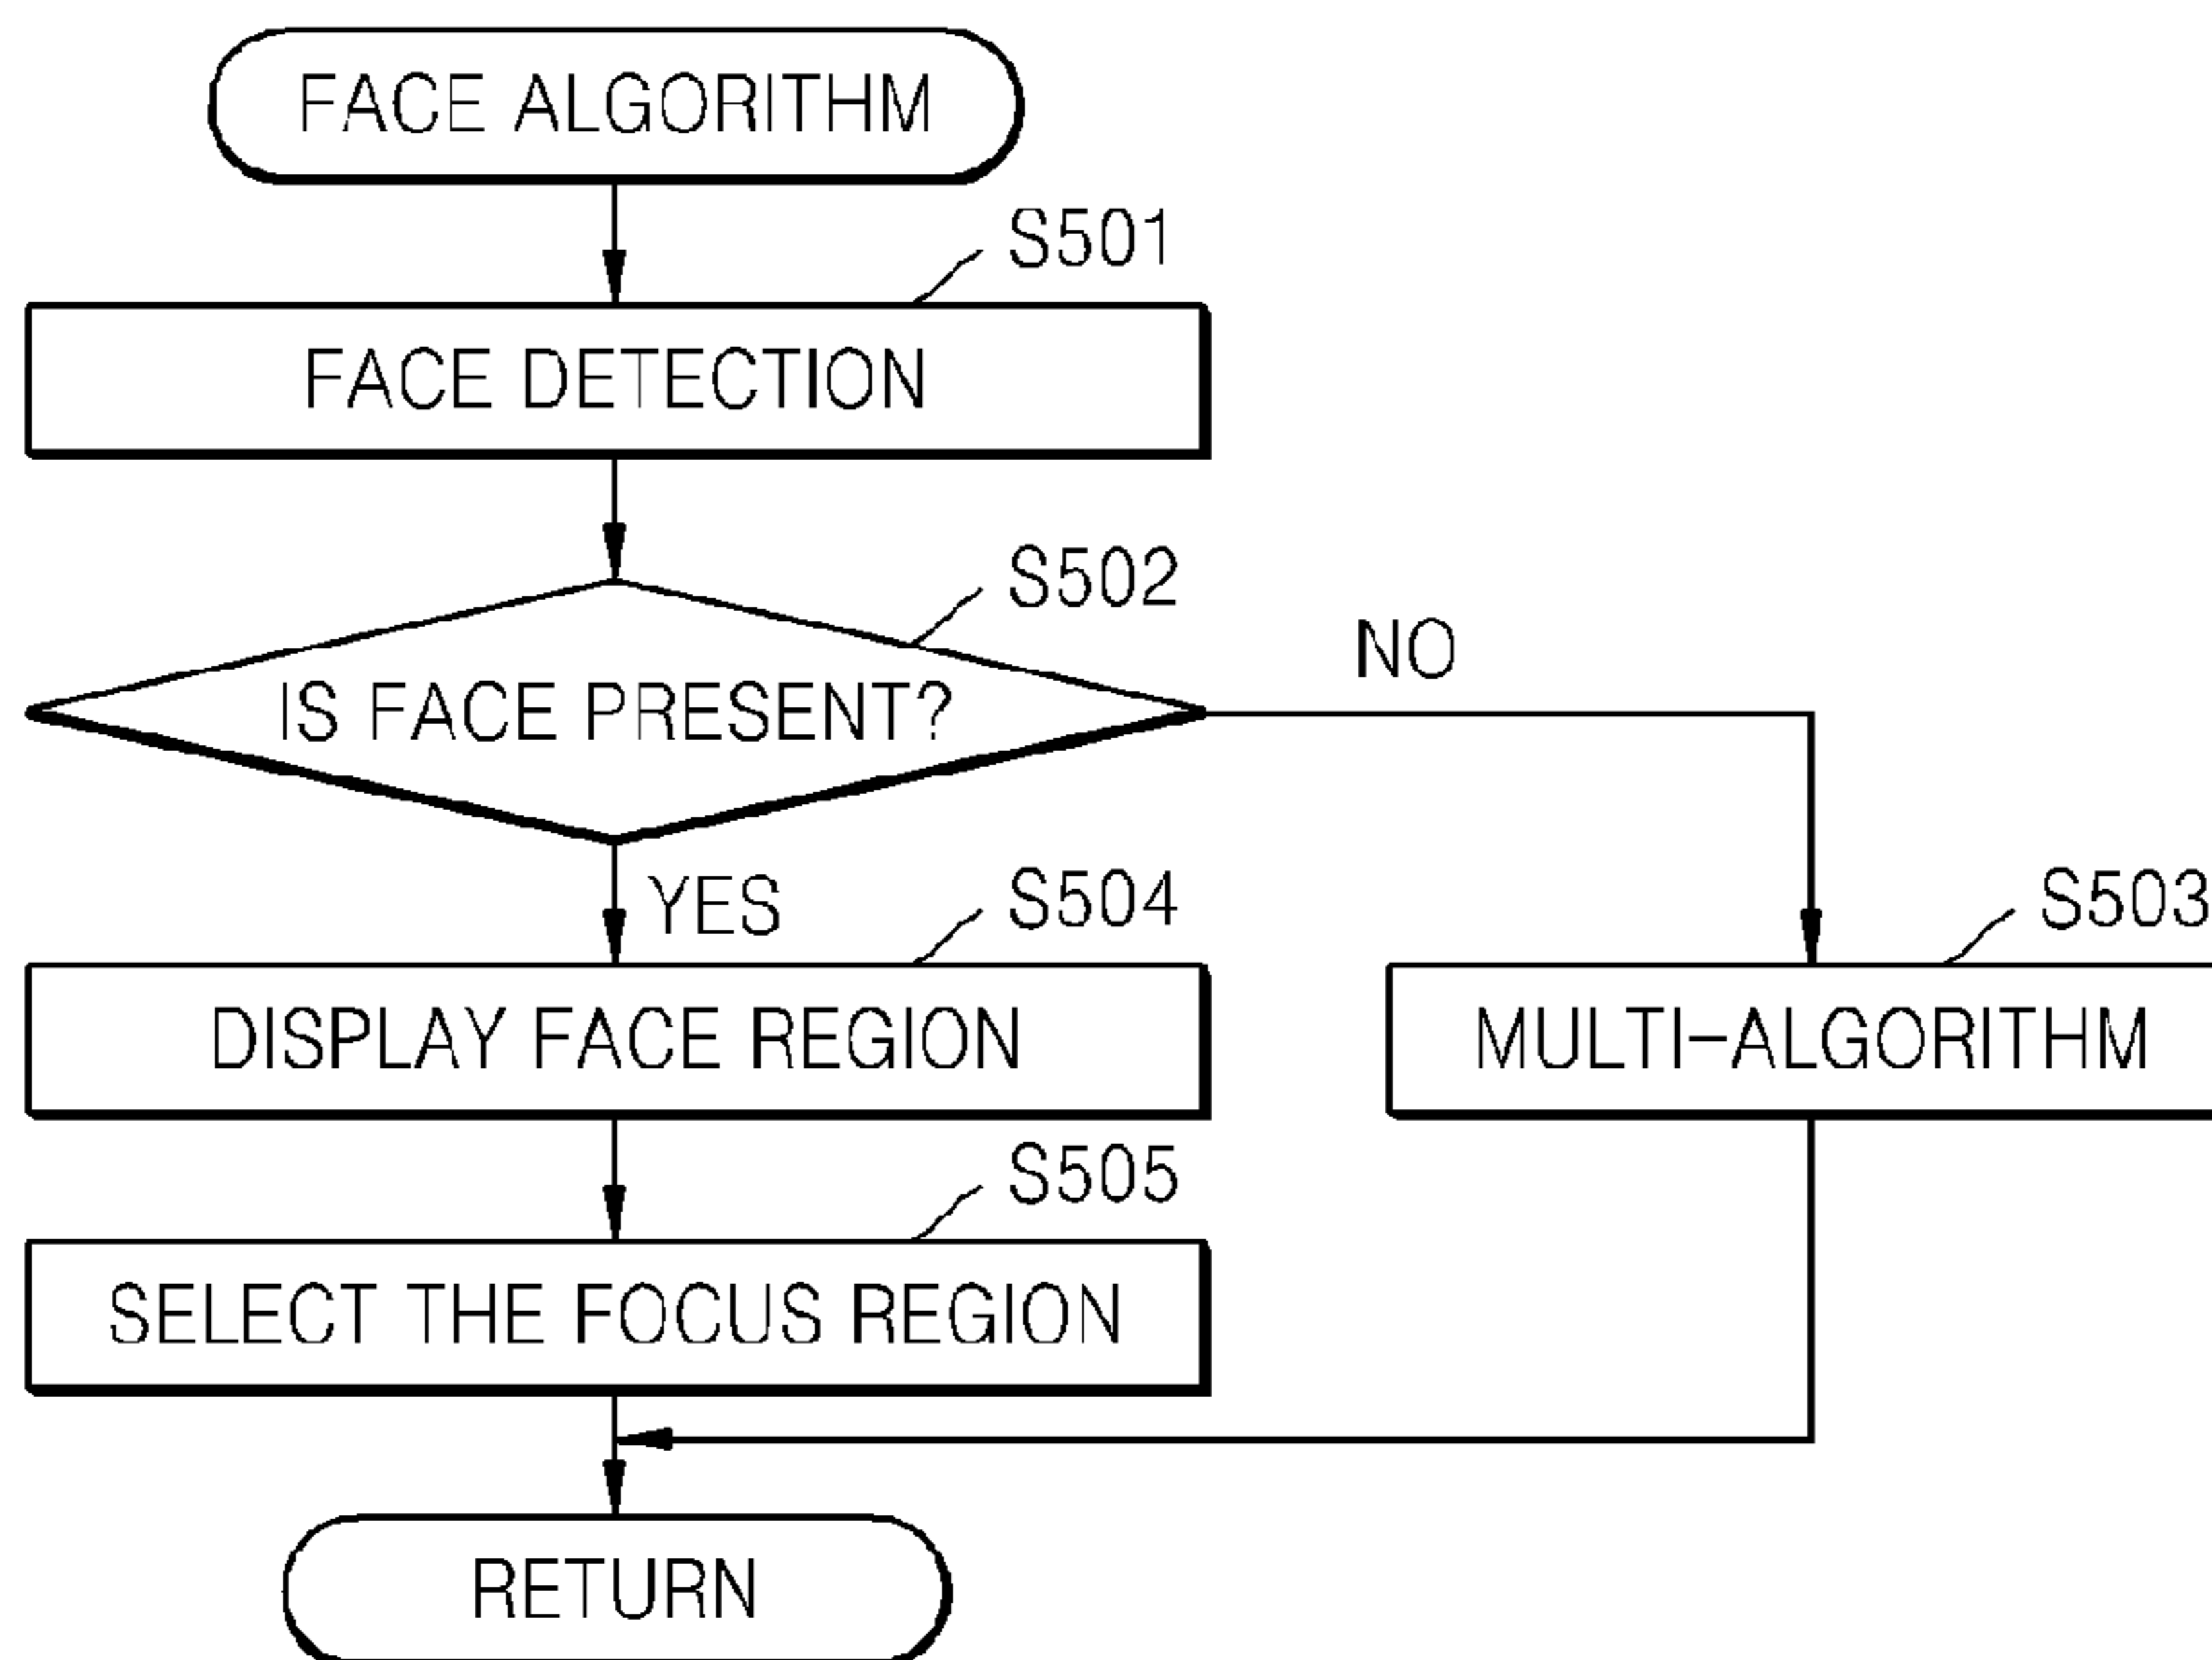 FACE ALGORITHM
S501
FACE DETECTION
S502
IS FACE PRESENT?
NO
YES
S504
S503
DISPLAY FACE REGION
MULTI-ALGORITHM
S505
SELECT THE FOCUS REGION
RETURN